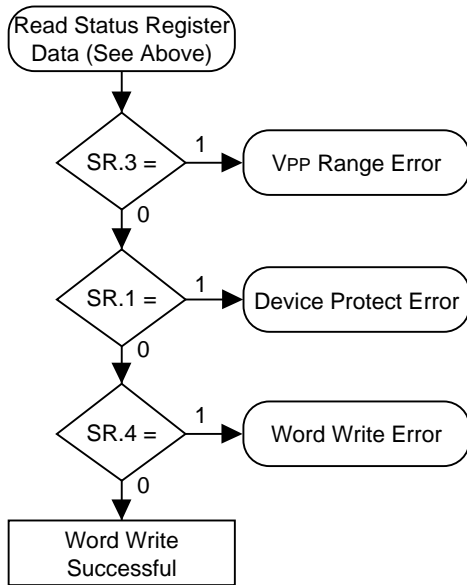 Read Status Register
Data (See Above)
SR.3 =
1
VPP Range Error
0
SR.1 =
1
Device Protect Error
0
SR.4 =
1
Word Write Error
0
Word Write
Successful